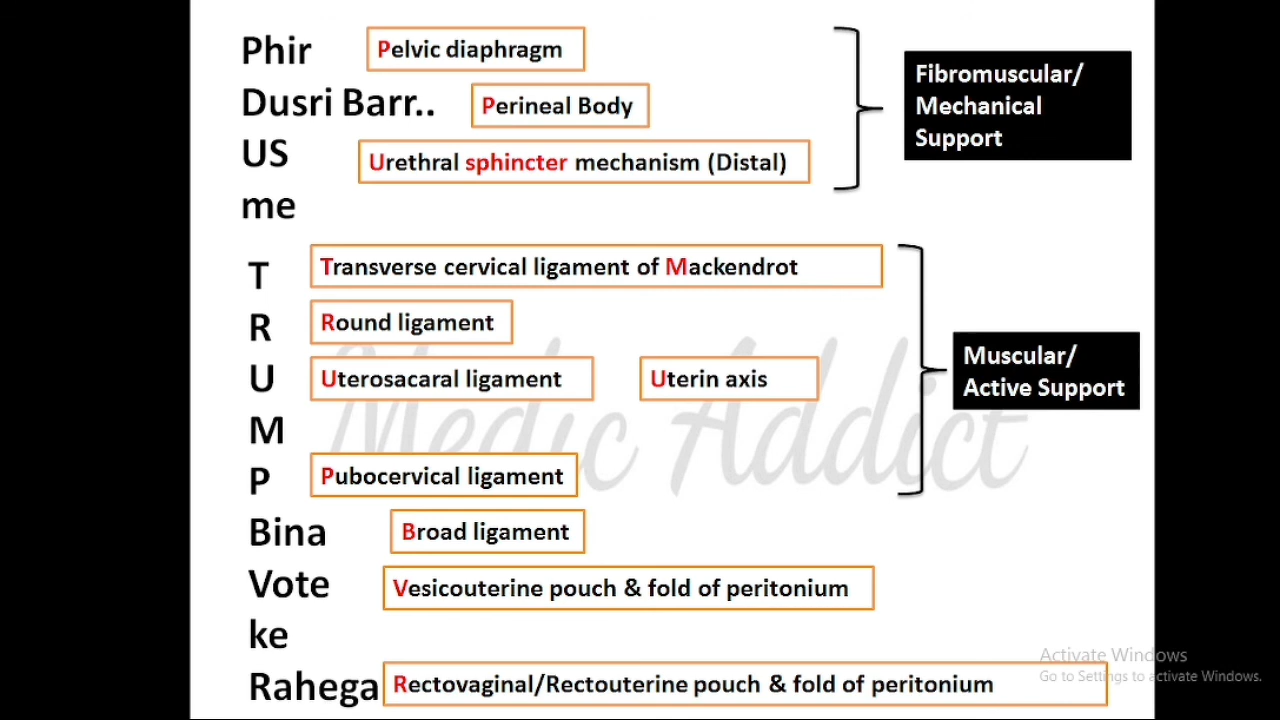 Phir Pelvic diaphragm
Dusri Barr.. Perineal Body
US Urethral sphincter mechanism (Distal)
me
Fibromuscular/
Mechanical
Support
T Transverse cervical ligament of Mackendrot
R Round ligament
U Uterosacaral ligament Uterin axis
M
P Pubocervical ligament
Muscular/
Active Support
Medic Addict
Bina Broad ligament
Vote Vesicouterine pouch & fold of peritonium
ke
Rahega Rectovaginal/Rectouterine pouch & fold of peritonium
Activate Windows
Go to Settings to activate Windows.